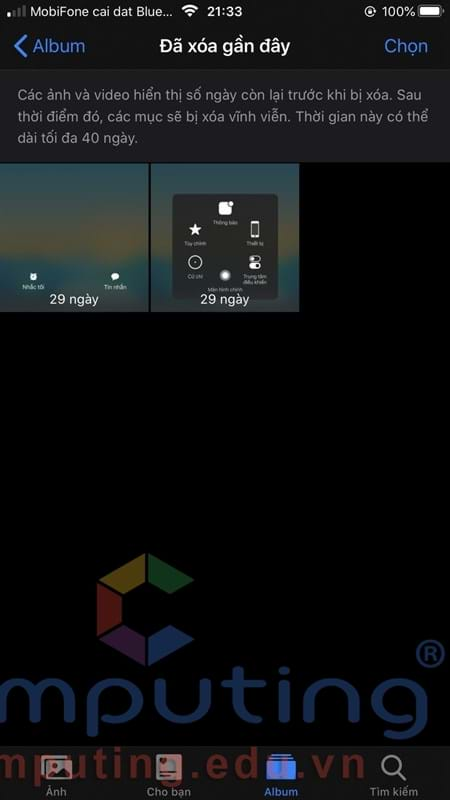 MobiFone cai dat Blue... 21:33 100%
Album Đã xóa gần đây Chọn
Các ảnh và video hiển thị số ngày còn lại trước khi bị xóa. Sau
thời điểm đó, các mục sẽ bị xóa vĩnh viễn. Thời gian này có thể
dài tối đa 40 ngày.
Thông báo
Tùy chỉnh Thiết bị
Cử chỉ Trung tâm
điều khiển
Màn hình chính
Nhắc tôi Tin nhắn
29 ngày 29 ngày
mputing®
mputing.edu.vn
Ảnh Cho bạn Album Tìm kiếm